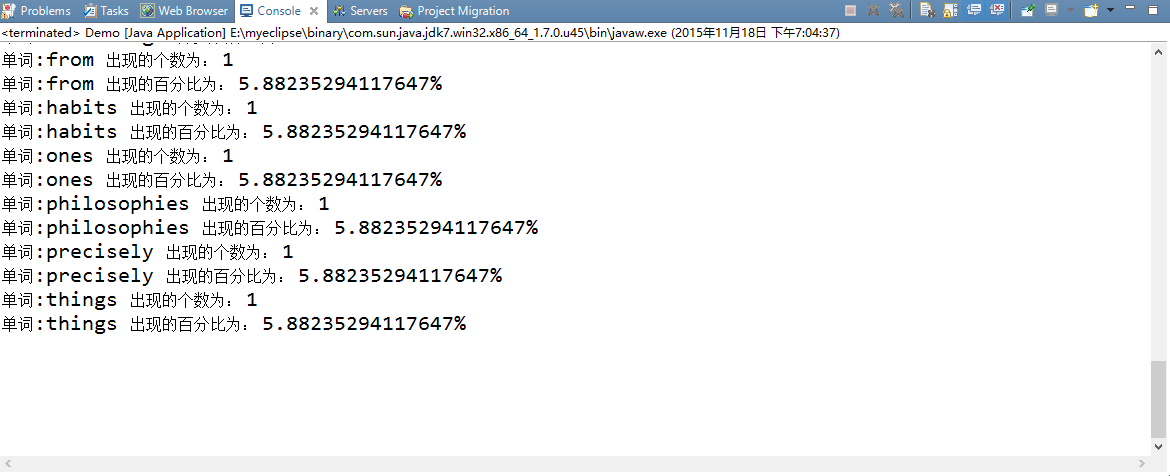 Problems Tasks Web Browser Console Servers Project Migration
<terminated> Demo [Java Application] E:\myeclipse\binary\com.sun.java.jdk7.win32.x86_64_1.7.0.u45\bin\javaw.exe (2015年11月18日 下午7:04:37)
单词:from 出现的个数为：1
单词:from 出现的百分比为：5.88235294117647%
单词:habits 出现的个数为：1
单词:habits 出现的百分比为：5.88235294117647%
单词:ones 出现的个数为：1
单词:ones 出现的百分比为：5.88235294117647%
单词:philosophies 出现的个数为：1
单词:philosophies 出现的百分比为：5.88235294117647%
单词:precisely 出现的个数为：1
单词:precisely 出现的百分比为：5.88235294117647%
单词:things 出现的个数为：1
单词:things 出现的百分比为：5.88235294117647%